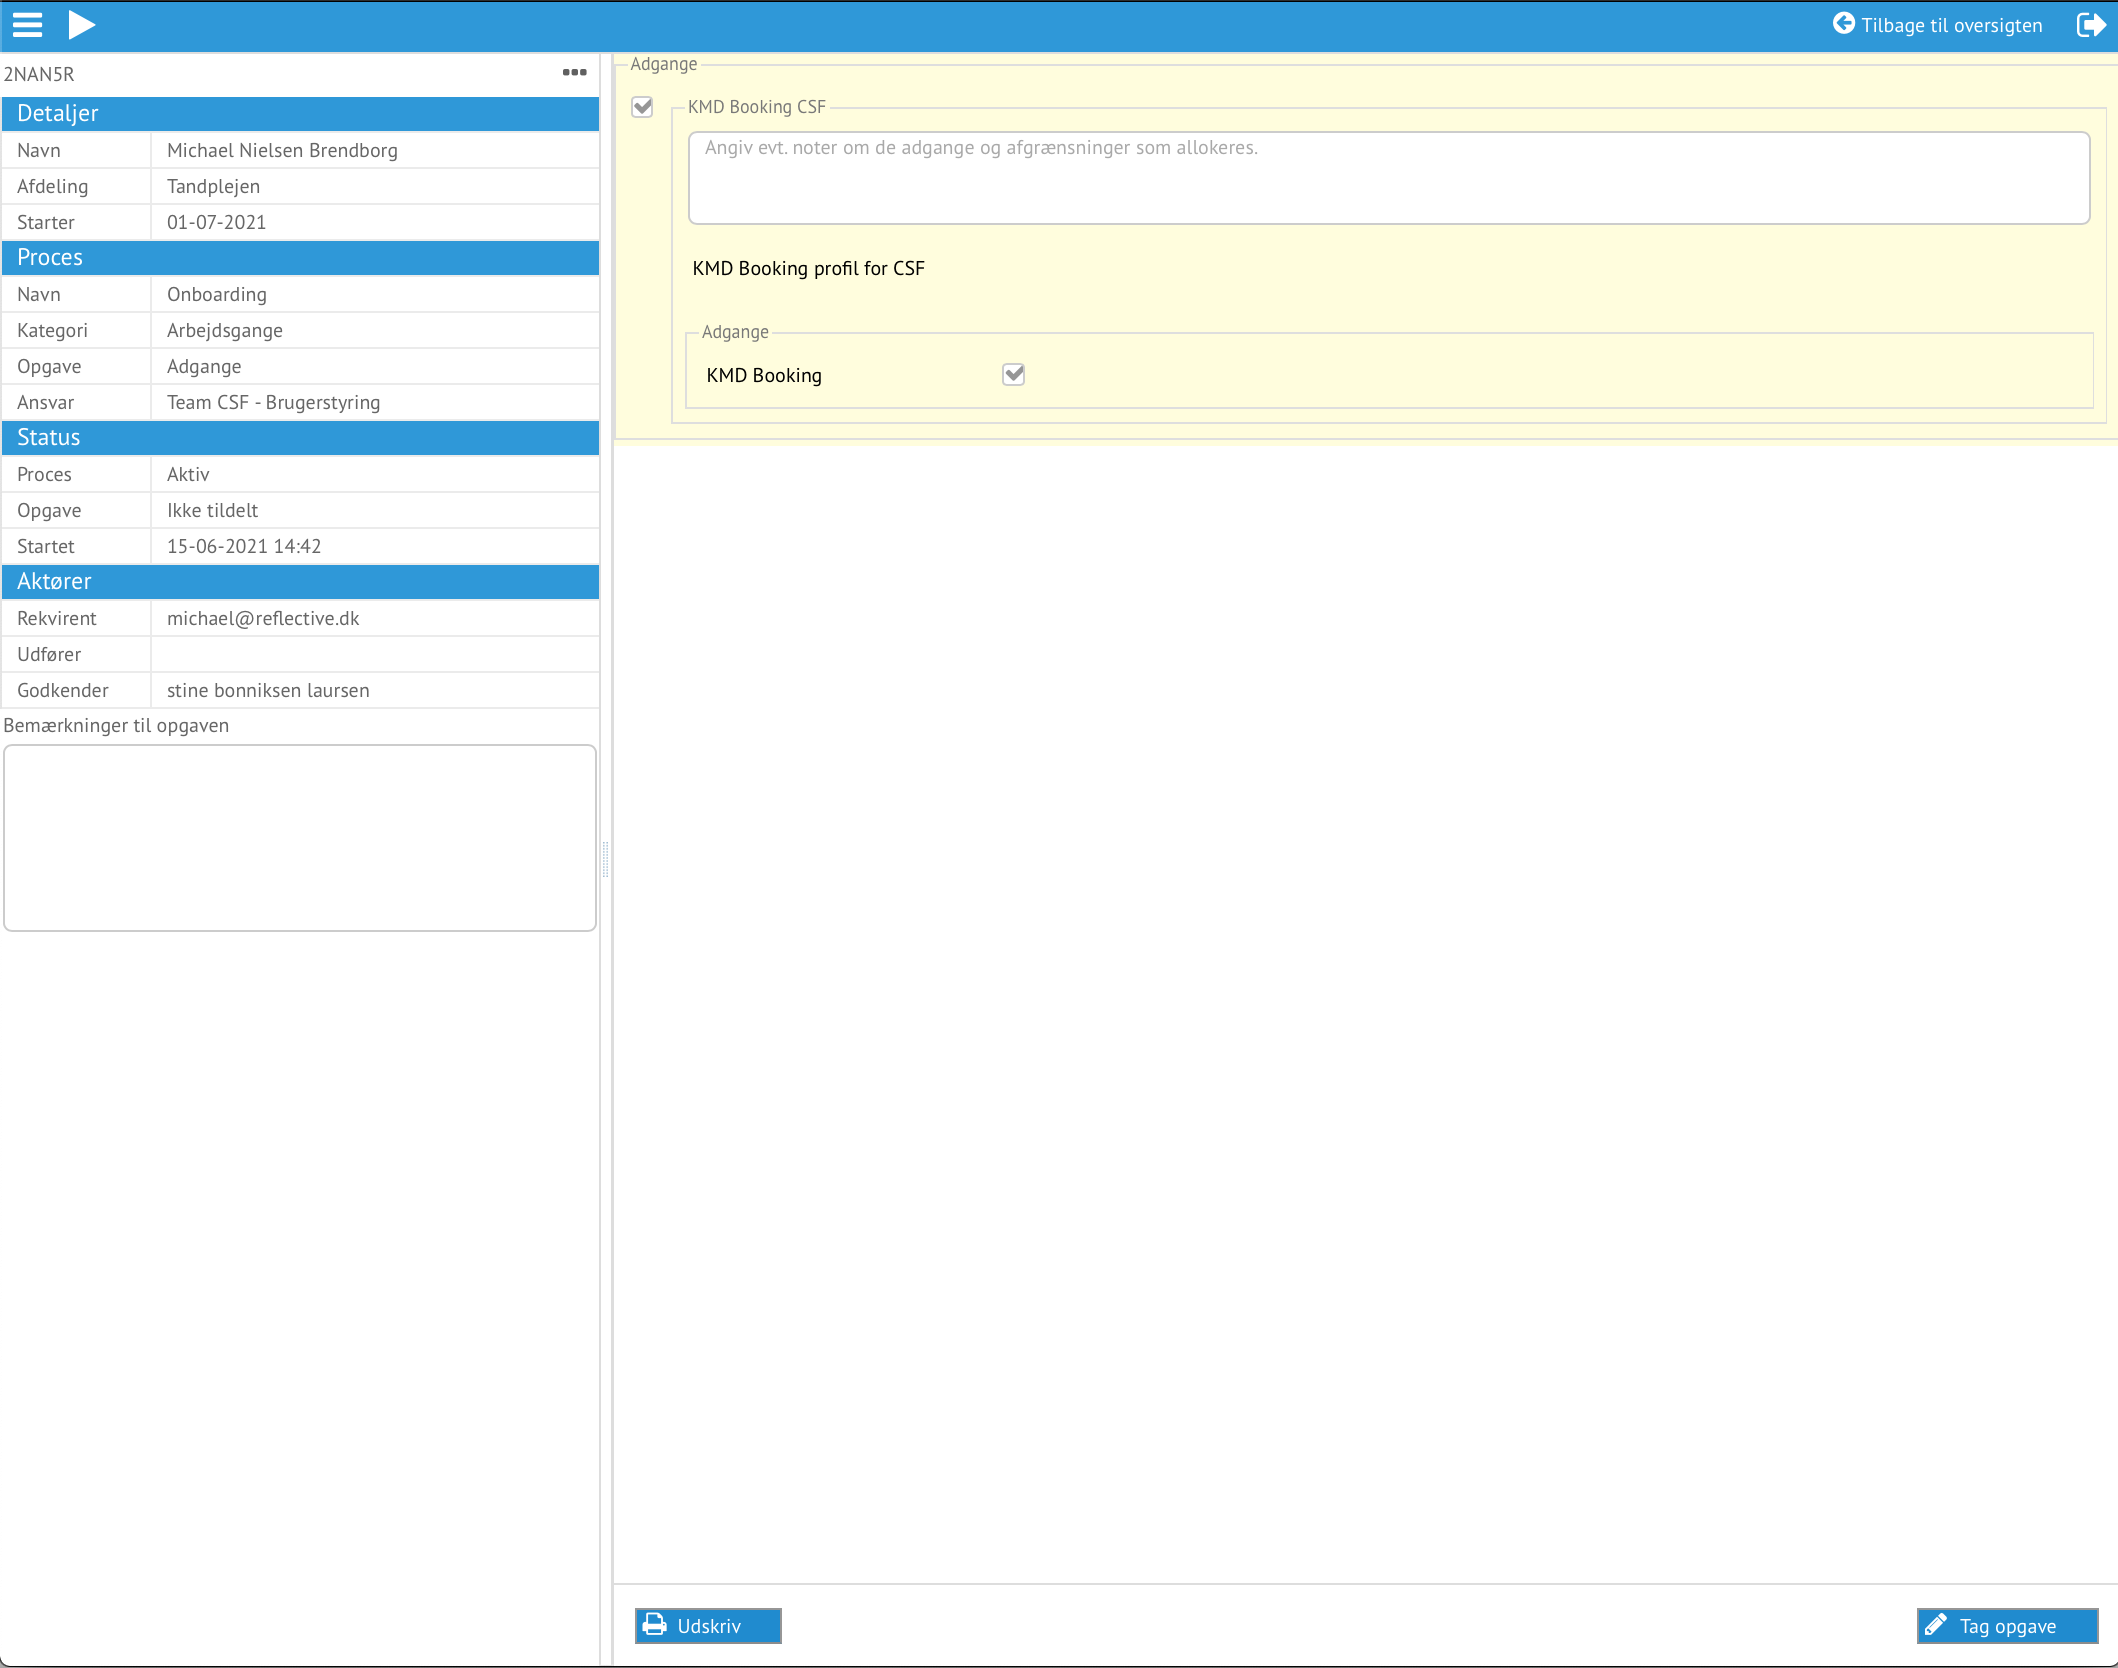 Tilbage til oversigten
2NAN5R
Detaljer
Navn Michael Nielsen Brendborg
Afdeling Tandplejen
Starter 01-07-2021
Proces
Navn Onboarding
Kategori Arbejdsgange
Opgave Adgange
Ansvar Team CSF - Brugerstyring
Status
Proces Aktiv
Opgave Ikke tildelt
Startet 15-06-2021 14:42
Aktører
Rekvirent michael@reflective.dk
Udfører
Godkender stine bonniksen laursen
Bemærkninger til opgaven
Adgange
KMD Booking CSF
Angiv evt. noter om de adgange og afgrænsninger som allokeres.
KMD Booking profil for CSF
Adgange
KMD Booking
Udskriv
Tag opgave